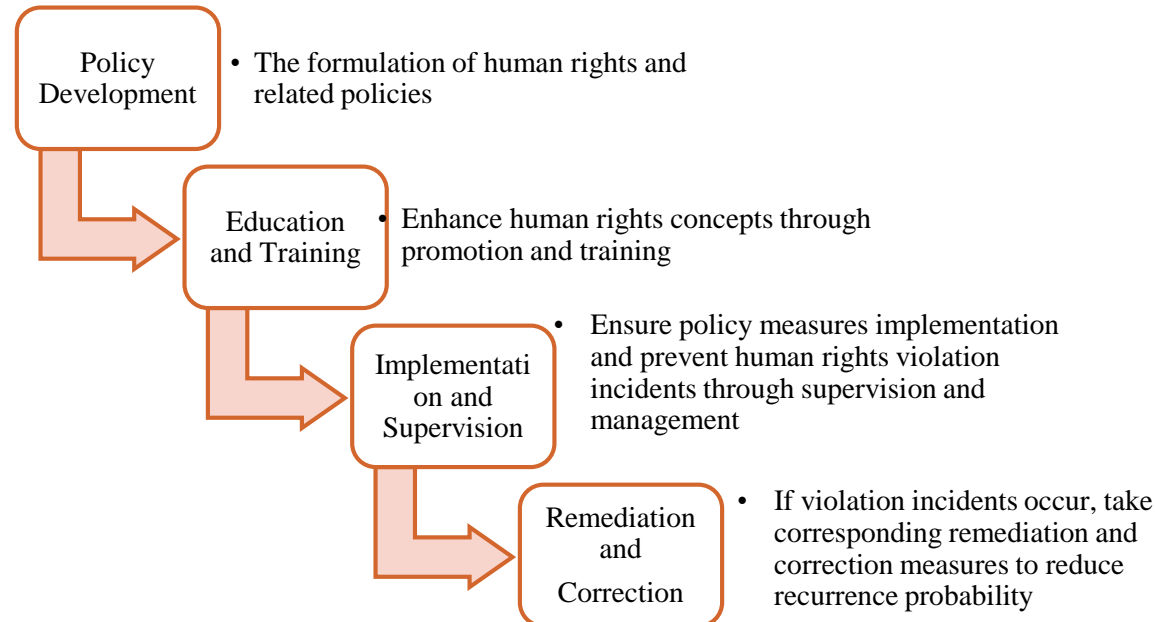 Policy
Development
• The formulation of human rights and
related policies
Education
and Training
• Enhance human rights concepts through
promotion and training
Implementati
on and
Supervision
• Ensure policy measures implementation
and prevent human rights violation
incidents through supervision and
management
Remediation
and
Correction
• If violation incidents occur, take
corresponding remediation and
correction measures to reduce
recurrence probability